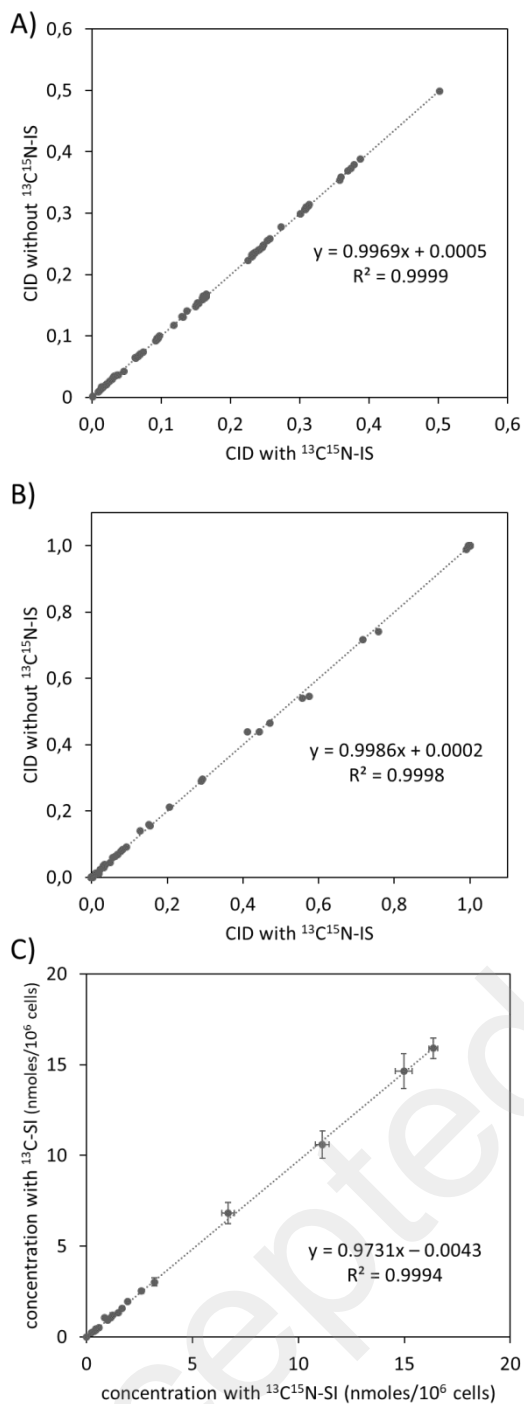 A)
0,6
0,5
0,4
0,3
0,2
0,1
0
CID without ¹³C¹⁵N-IS
y = 0.9969x + 0.0005
R² = 0.9999
0,0 0,1 0,2 0,3 0,4 0,5 0,6
CID with ¹³C¹⁵N-IS
B)
1,0
0,8
0,6
0,4
0,2
0,0
CID without ¹³C¹⁵N-IS
y = 0.9986x + 0.0002
R² = 0.9998
0,0 0,2 0,4 0,6 0,8 1,0
CID with ¹³C¹⁵N-IS
C)
20
15
10
5
0
concentration with ¹³C-SI (nmoles/10⁶ cells)
y = 0.9731x – 0.0043
R² = 0.9994
0 5 10 15 20
concentration with ¹³C¹⁵N-SI (nmoles/10⁶ cells)
cepted